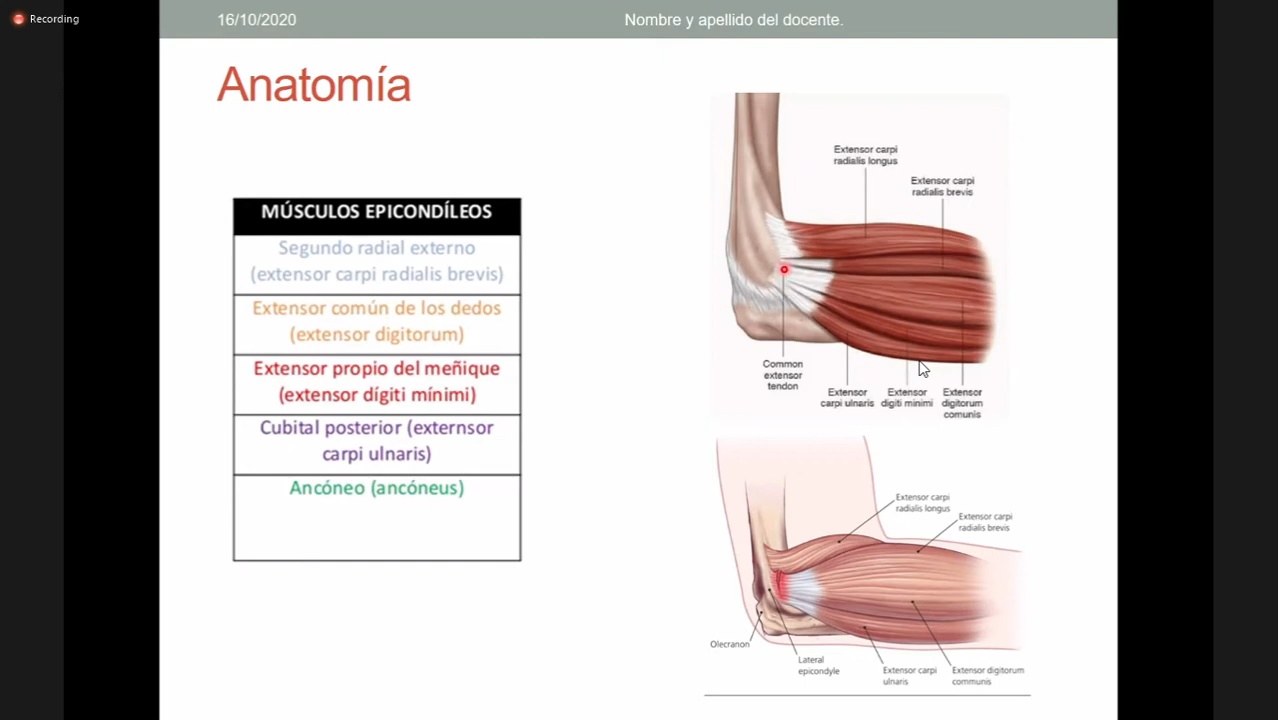 Recording
16/10/2020
Nombre y apellido del docente.
Anatomía
MÚSCULOS EPICONDÍLEOS
Segundo radial externo
(extensor carpi radialis brevis)
Extensor común de los dedos
(extensor digitorum)
Extensor propio del meñique
(extensor dígiti mínimi)
Cubital posterior (externsor
carpi ulnaris)
Ancóneo (ancóneus)
Extensor carpi
radialis longus
Extensor carpi
radialis brevis
Common
extensor
tendon
Extensor
carpi ulnaris
Extensor
digiti minimi
Extensor
digitorum
comunis
Extensor carpi
radialis longus
Extensor carpi
radialis brevis
Olecranon
Lateral
epicondyle
Extensor carpi
ulnaris
Extensor digitorum
communis